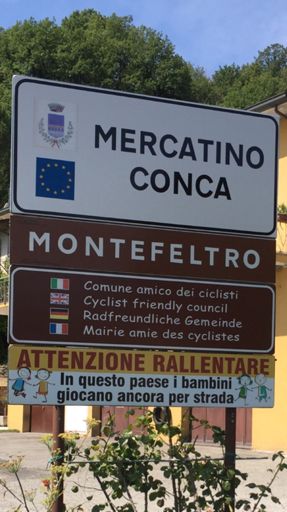 MERCATINO
CONCA
MONTEFELTRO
Comune amico dei ciclisti
Cyclist friendly council
Radfreundliche Gemeinde
Mairie amie des cyclistes
ATTENZIONE RALLENTARE
In questo paese i bambini
giocano ancora per strada